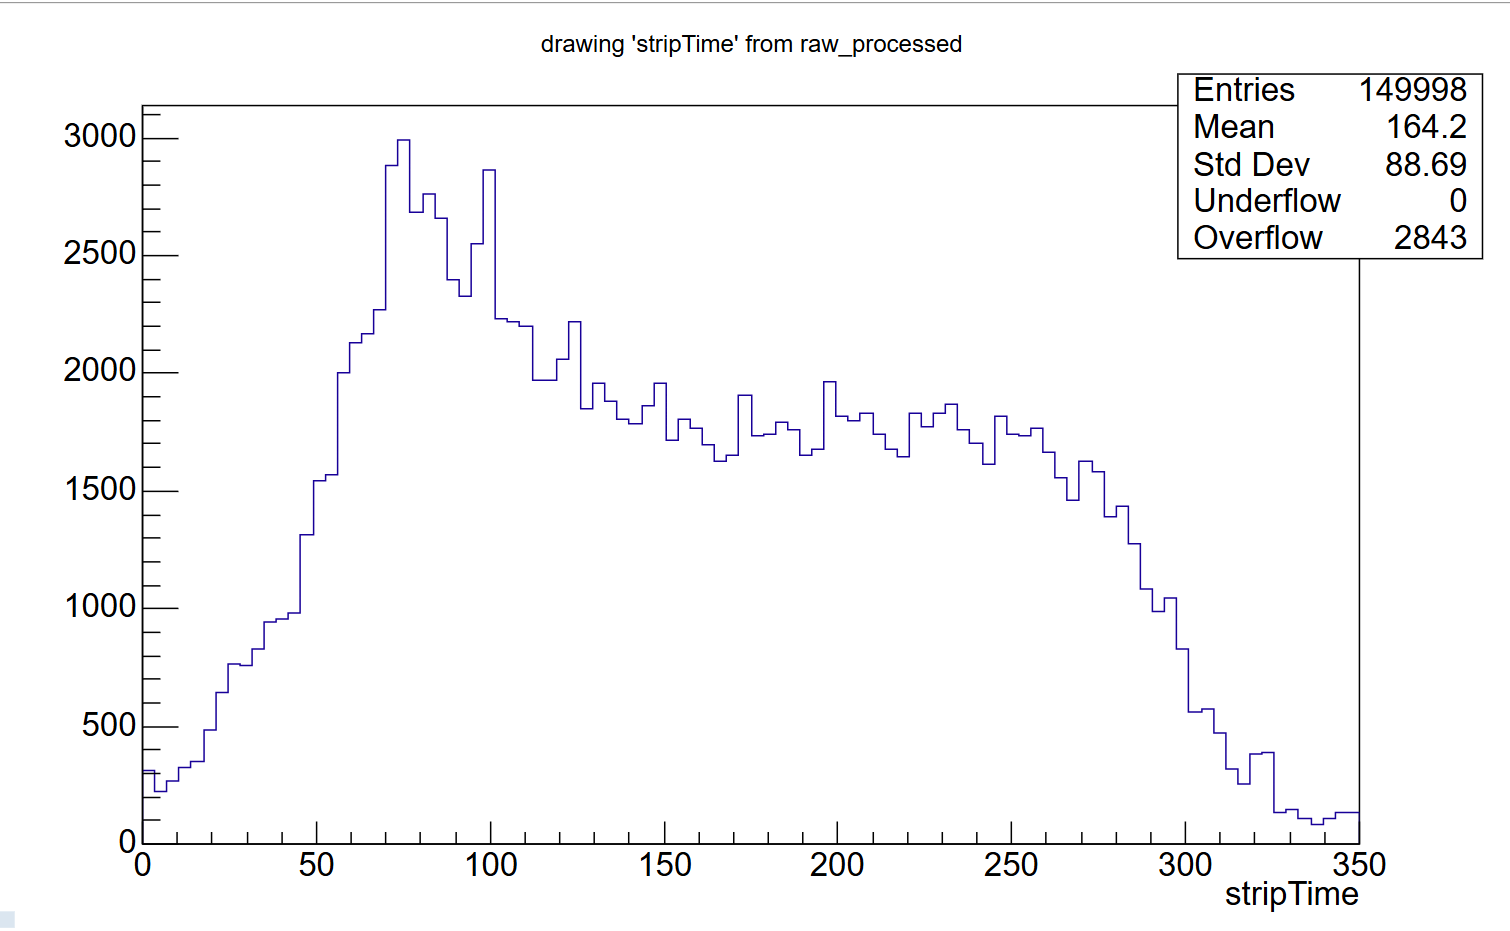 drawing 'stripTime' from raw_processed
Entries 149998
Mean 164.2
Std Dev 88.69
Underflow 0
Overflow 2843
3000
2500
2000
1500
1000
500
0
0 50 100 150 200 250 300 350
stripTime